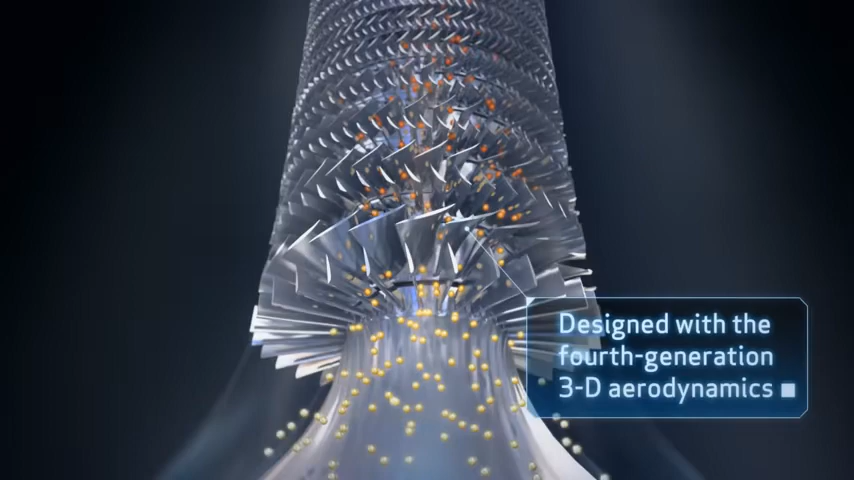 Designed with the
fourth-generation
3-D aerodynamics